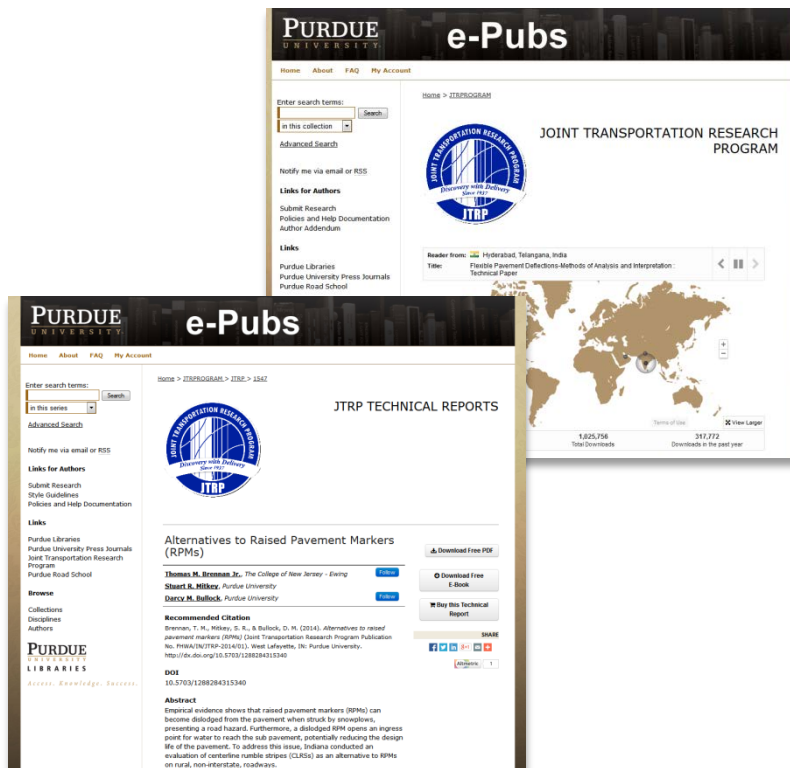 PURDUE
UNIVERSITY
e-Pubs
Home About FAQ My Account
Enter search terms:
Search
in this collection
Advanced Search
Notify me via email or RSS
Links for Authors
Submit Research
Policies and Help Documentation
Author Addendum
Links
Purdue Libraries
Purdue University Press Journals
Purdue Road School
Home > JTRPROGRAM
JOINT TRANSPORTATION RESEARCH PROGRAM
Discovery with Delivery
Since 1937
JTRP
JOINT TRANSPORTATION RESEARCH
PROGRAM
Reader from: Hyderabad, Telangana, India
Title: Flexible Pavement Deflections-Methods of Analysis and Interpretation :
Technical Paper
+
−
Terms of Use
View Larger
1,025,756
Total Downloads
317,772
Downloads in the past year
PURDUE
UNIVERSITY
e-Pubs
Home About FAQ My Account
Enter search terms:
Search
in this series
Advanced Search
Notify me via email or RSS
Links for Authors
Submit Research
Style Guidelines
Policies and Help Documentation
Links
Purdue Libraries
Purdue University Press Journals
Joint Transportation Research
Program
Purdue Road School
Browse
Collections
Disciplines
Authors
PURDUE
UNIVERSITY
LIBRARIES
Access. Knowledge. Success.
Home > JTRPROGRAM > JTRP > 1547
JOINT TRANSPORTATION RESEARCH PROGRAM
Discovery with Delivery
Since 1937
JTRP
JTRP TECHNICAL REPORTS
Alternatives to Raised Pavement Markers
(RPMs)
Thomas M. Brennan Jr., The College of New Jersey - Ewing
Follow
Stuart R. Mitkey, Purdue University
Darcy M. Bullock, Purdue University
Follow
Recommended Citation
Brennan, T. M., Mitkey, S. R., & Bullock, D. M. (2014). Alternatives to raised
pavement markers (RPMs) (Joint Transportation Research Program Publication
No. FHWA/IN/JTRP-2014/01). West Lafayette, IN: Purdue University.
http://dx.doi.org/10.5703/1288284315340
DOI
10.5703/1288284315340
Abstract
Empirical evidence shows that raised pavement markers (RPMs) can
become dislodged from the pavement when struck by snowplows,
presenting a road hazard. Furthermore, a dislodged RPM opens an ingress
point for water to reach the sub pavement, potentially reducing the design
life of the pavement. To address this issue, Indiana conducted an
evaluation of centerline rumble stripes (CLRSs) as an alternative to RPMs
on rural, non-interstate, roadways.
Download Free PDF
Download Free
E-Book
Buy this Technical
Report
SHARE
Altmetric 1